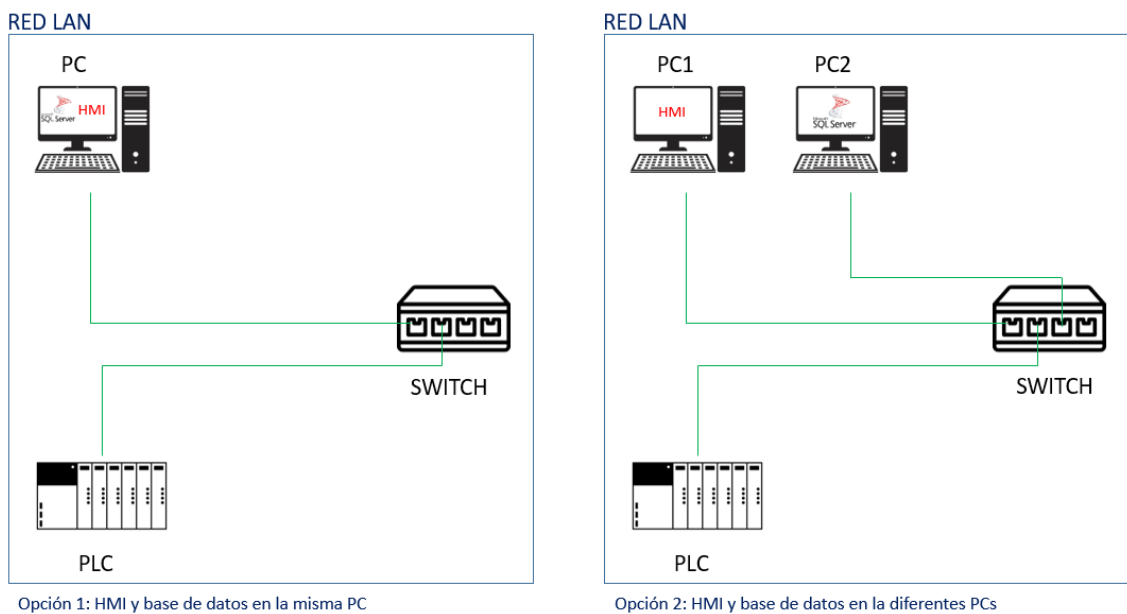 RED LAN
PC
SQL Server
HMI
SWITCH
PLC
Opción 1: HMI y base de datos en la misma PC
RED LAN
PC1
PC2
HMI
Microsoft
SQL Server
SWITCH
PLC
Opción 2: HMI y base de datos en la diferentes PCs